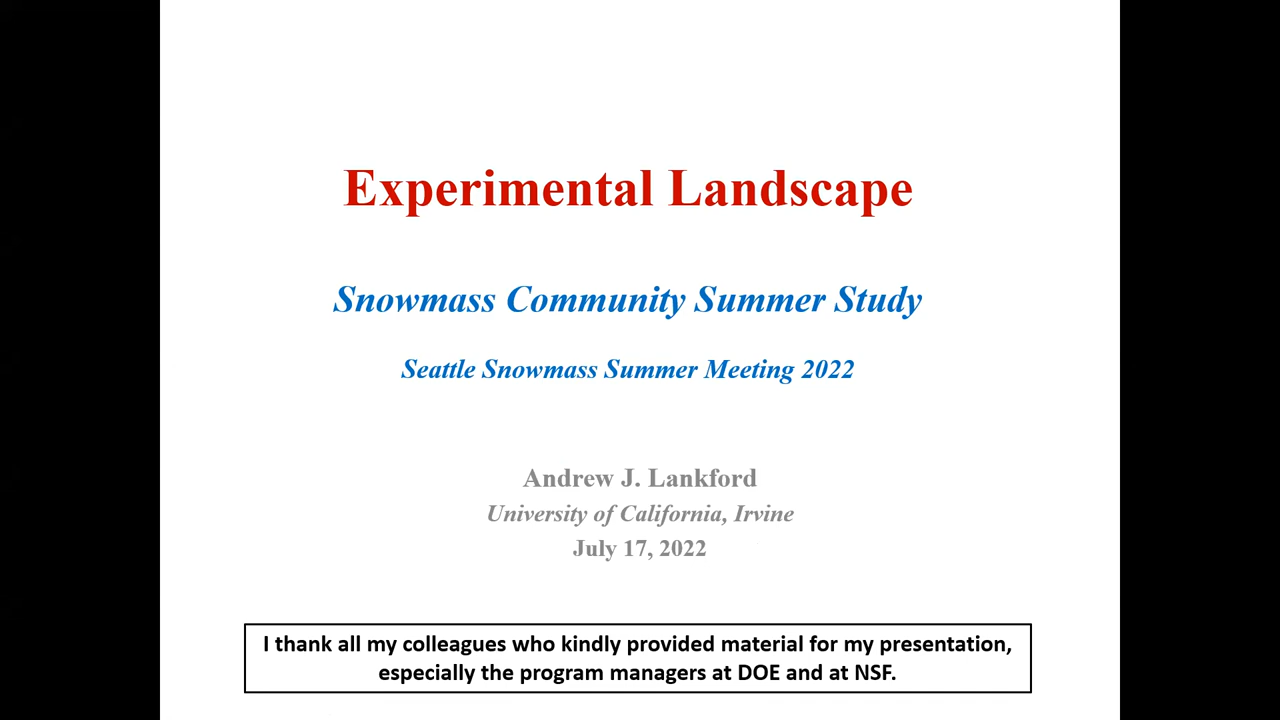 Experimental Landscape
Snowmass Community Summer Study
Seattle Snowmass Summer Meeting 2022
Andrew J. Lankford
University of California, Irvine
July 17, 2022
I thank all my colleagues who kindly provided material for my presentation,
especially the program managers at DOE and at NSF.